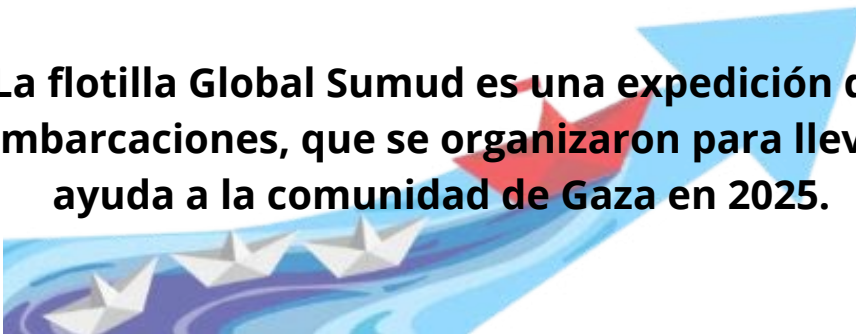 La flotilla Global Sumud es una expedición d
mbarcaciones, que se organizaron para llev
ayuda a la comunidad de Gaza en 2025.